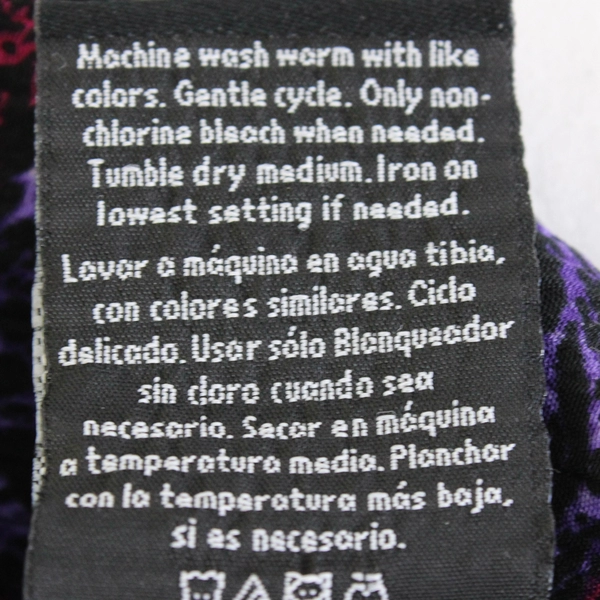 Machine wash warm with like
colors. Gentle cycle. Only non-
chlorine bleach when needed.
Tumble dry medium. Iron on
lowest setting if needed.
Lavar a máquina en agua tibia,
con colores similares. Ciclo
delicado. Usar sólo Blanqueador
sin cloro cuando sea
necesario. Secar en máquina
a temperatura media. Planchar
con la temperatura más baja,
si es necesario.